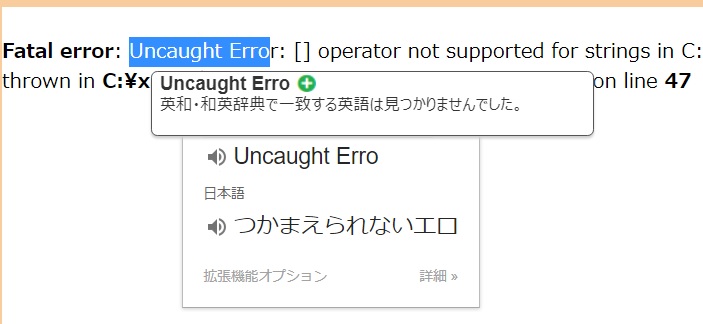 Fatal error: Uncaught Error: [] operator not supported for strings in C:
thrown in C:¥x on line 47
Uncaught Erro
英和・和英辞典で一致する英語は見つかりませんでした。
Uncaught Erro
日本語
つかまえられないエロ
拡張機能オプション 詳細 »